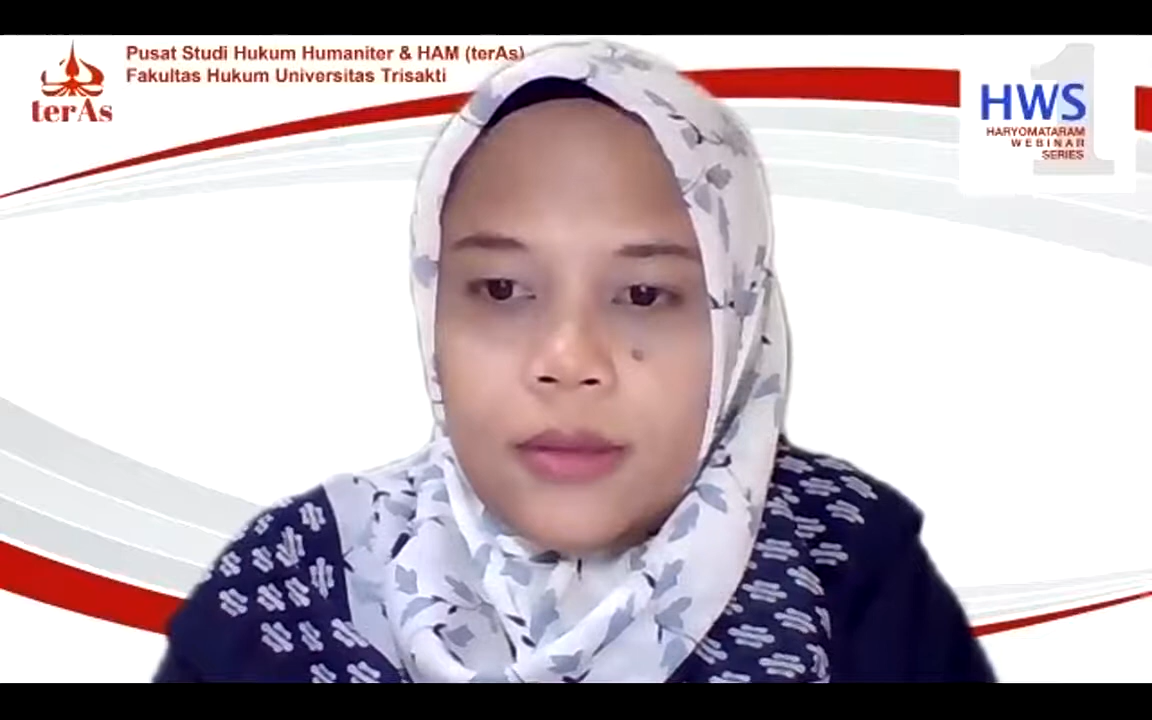 Pusat Studi Hukum Humaniter & HAM (terAs)
Fakultas Hukum Universitas Trisakti
terAs
1
HWS
HARYOMATARAM
WEBINAR
SERIES